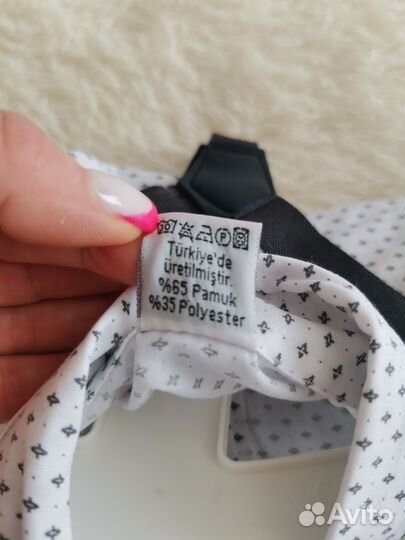 Türkiye'de
üretilmiştir.
%65 Pamuk
%35 Polyester
Avito